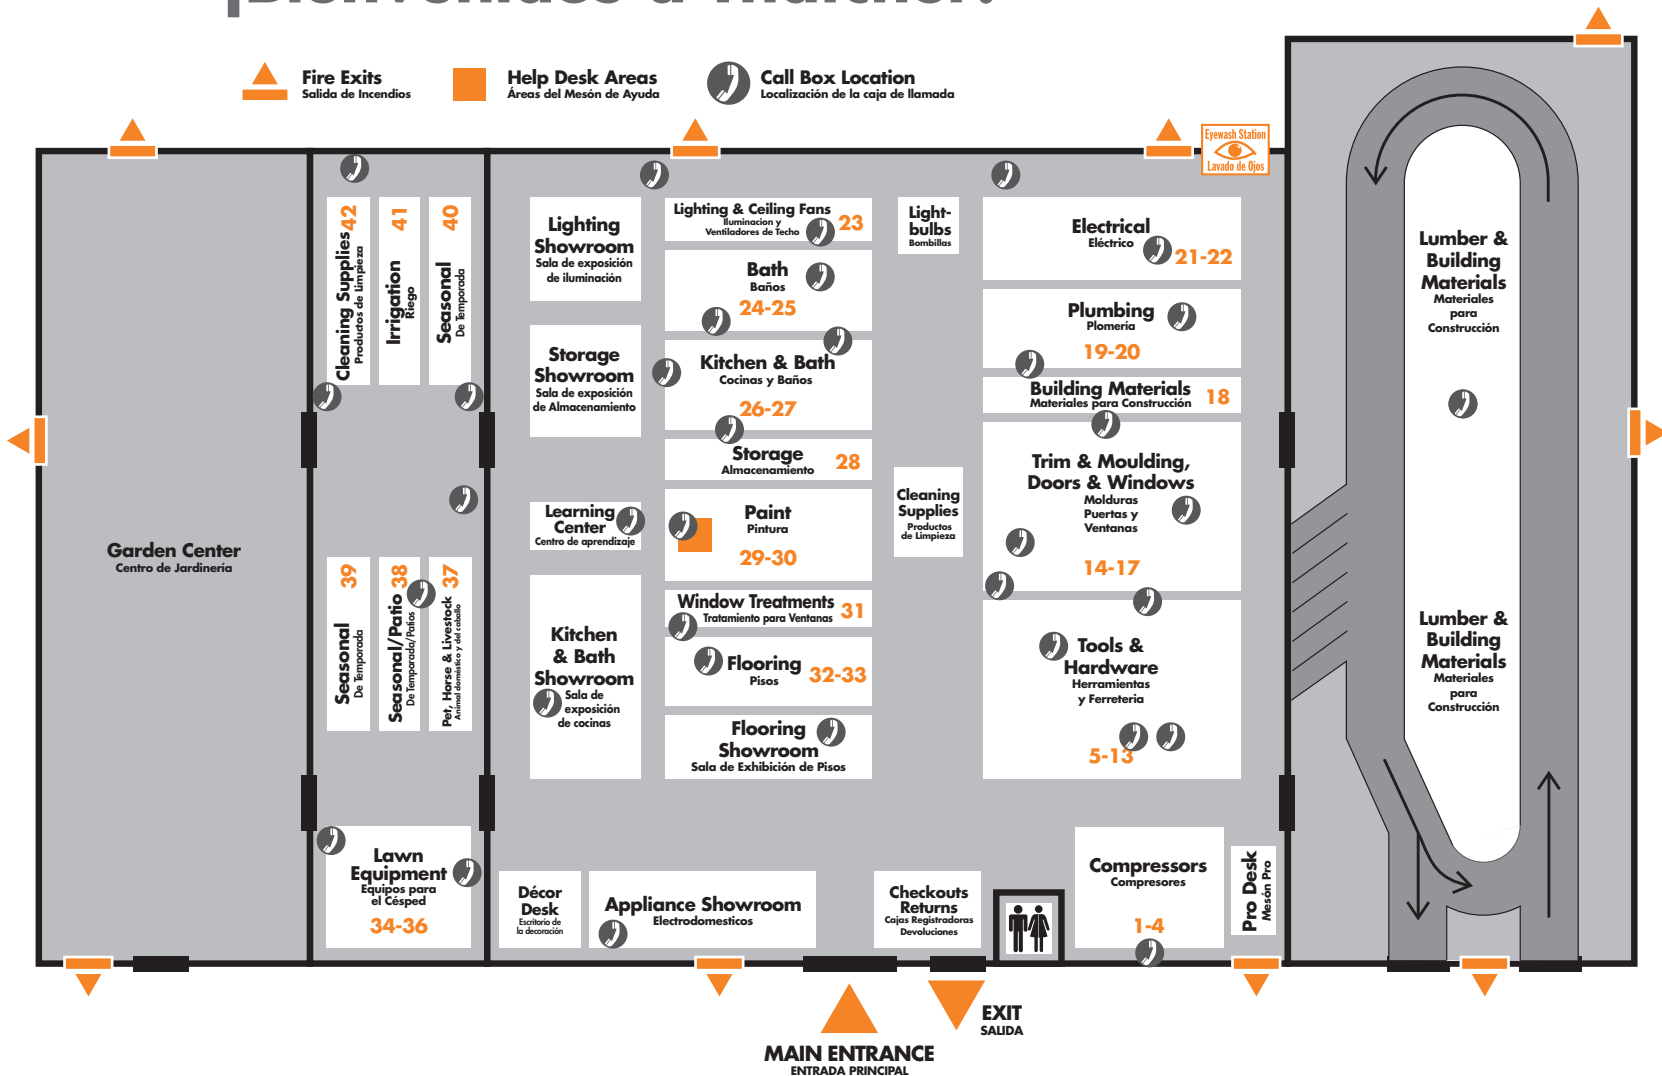 Fire Exits
Salida de Incendios
Help Desk Areas
Áreas del Mesón de Ayuda
Call Box Location
Localización de la caja de llamada
Eyewash Station
Lavado de Ojos
Garden Center
Centro de Jardinería
Cleaning Supplies 42
Productos de Limpieza
Irrigation 41
Riego
Seasonal 40
De Temporada
Seasonal 39
De Temporada
Seasonal/Patio 38
De Temporada/Patios
Pet, Horse & Livestock 37
Animal doméstico y del caballo
Lawn
Equipment
Equipos para
el Césped
34-36
Lighting
Showroom
Sala de exposición
de iluminación
Storage
Showroom
Sala de exposición
de Almacenamiento
Learning
Center
Centro de aprendizaje
Kitchen
& Bath
Showroom
Sala de
exposición
de cocinas
Décor
Desk
Escritorio de
la decoración
Lighting & Ceiling Fans 23
Iluminacion y
Ventiladores de Techo
Bath
Baños
24-25
Kitchen & Bath
Cocinas y Baños
26-27
Storage 28
Almacenamiento
Paint
Pintura
29-30
Window Treatments 31
Tratamiento para Ventanas
Flooring 32-33
Pisos
Flooring
Showroom
Sala de Exhibición de Pisos
Appliance Showroom
Electrodomesticos
Light-
bulbs
Bombillas
Cleaning
Supplies
Productos
de Limpieza
Checkouts
Returns
Cajas Registradoras
Devoluciones
Electrical
Eléctrico
21-22
Plumbing
Plomería
19-20
Building Materials 18
Materiales para Construcción
Trim & Moulding,
Doors & Windows
Molduras
Puertas y
Ventanas
14-17
Tools &
Hardware
Herramientas
y Ferreteria
5-13
Compressors
Compresores
1-4
Pro Desk
Mesón Pro
Lumber &
Building
Materials
Materiales
para
Construcción
Lumber &
Building
Materials
Materiales
para
Construcción
EXIT
SALIDA
MAIN ENTRANCE
ENTRADA PRINCIPAL